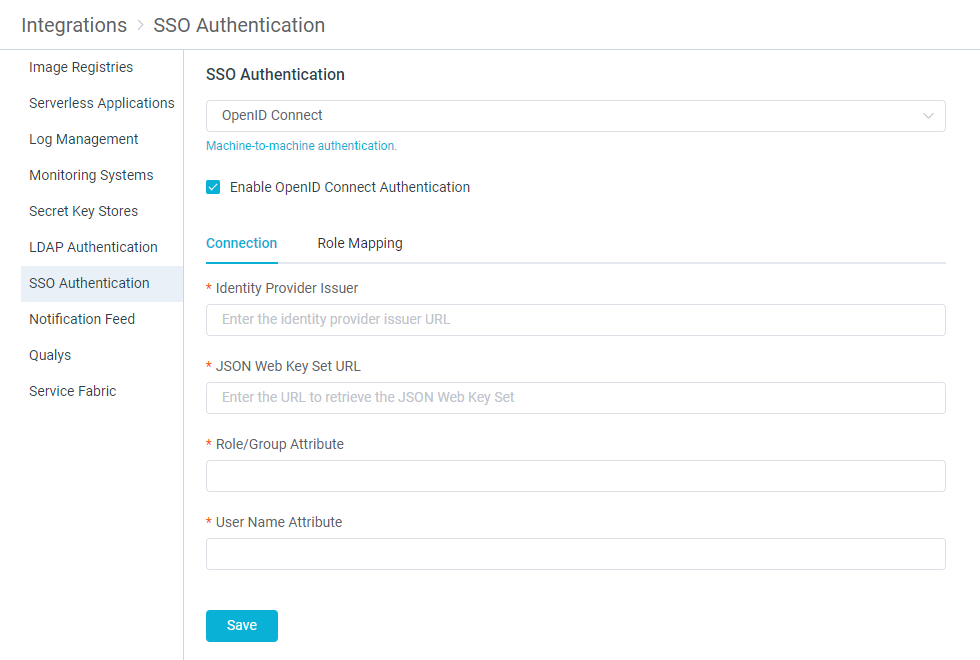 Integrations > SSO Authentication
Image Registries
Serverless Applications
Log Management
Monitoring Systems
Secret Key Stores
LDAP Authentication
SSO Authentication
Notification Feed
Qualys
Service Fabric
SSO Authentication
OpenID Connect
Machine-to-machine authentication.
Enable OpenID Connect Authentication
Connection Role Mapping
* Identity Provider Issuer
Enter the identity provider issuer URL
* JSON Web Key Set URL
Enter the URL to retrieve the JSON Web Key Set
* Role/Group Attribute
* User Name Attribute
Save